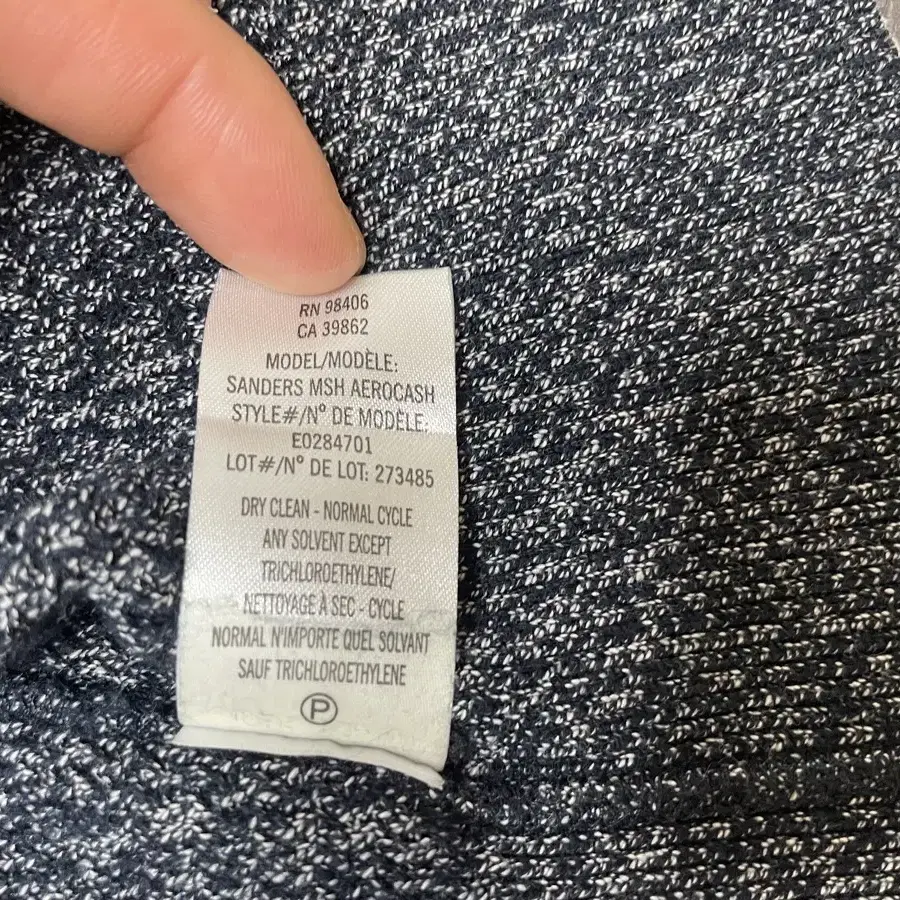 RN 98406
CA 39862
MODEL/MODÈLE:
SANDERS MSH AEROCASH
STYLE#/N° DE MODÈLE:
E0284701
LOT#/N° DE LOT: 273485
DRY CLEAN - NORMAL CYCLE
ANY SOLVENT EXCEPT
TRICHLOROETHYLENE/
NETTOYAGE À SEC - CYCLE
NORMAL N'IMPORTE QUEL SOLVANT
SAUF TRICHLOROETHYLENE
P